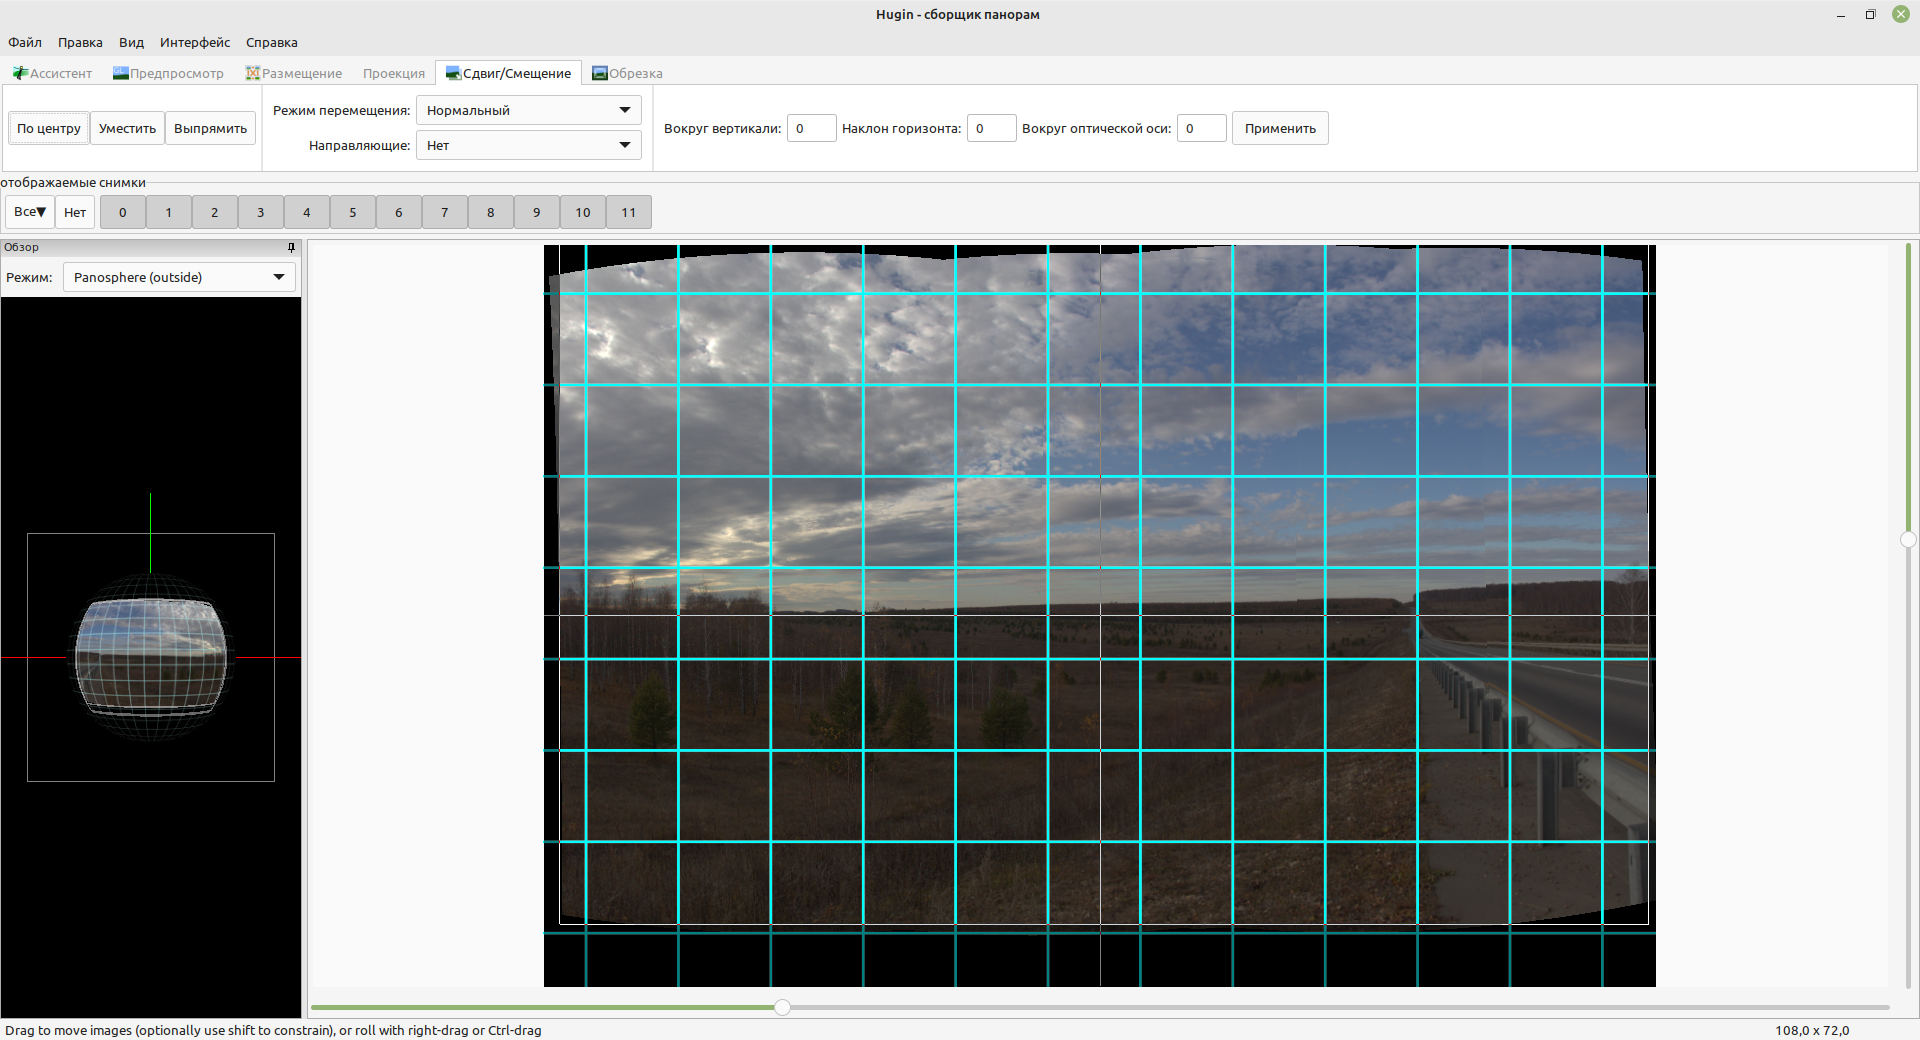 Hugin - сборщик панорам
Файл Правка Вид Интерфейс Справка
Ассистент Предпросмотр Размещение Проекция Сдвиг/Смещение Обрезка
По центру Уместить Выпрямить
Режим перемещения: Нормальный
Направляющие: Нет
Вокруг вертикали: 0 Наклон горизонта: 0 Вокруг оптической оси: 0 Применить
отображаемые снимки
Все Нет 0 1 2 3 4 5 6 7 8 9 10 11
Обзор
Режим: Panosphere (outside)
Drag to move images (optionally use shift to constrain), or roll with right-drag or Ctrl-drag
108,0 x 72,0